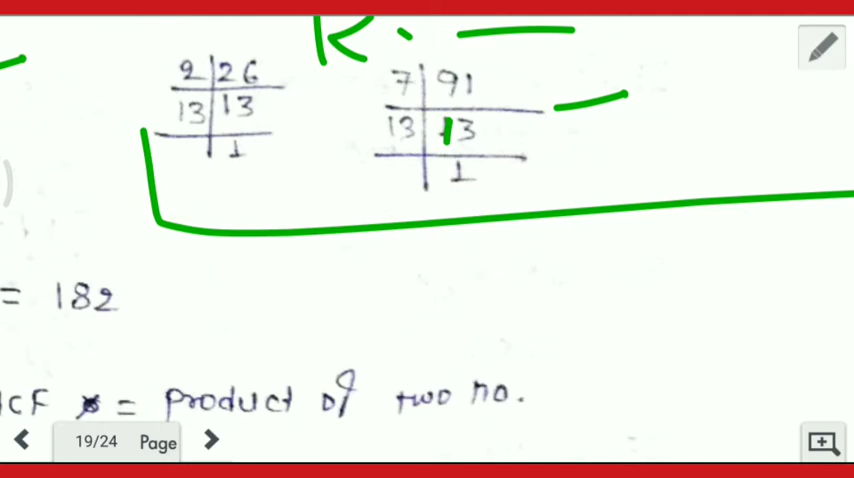 R.
2 26 7 91
13 13 13 13
1 1
= 182
CF = product of two no.
19/24 Page